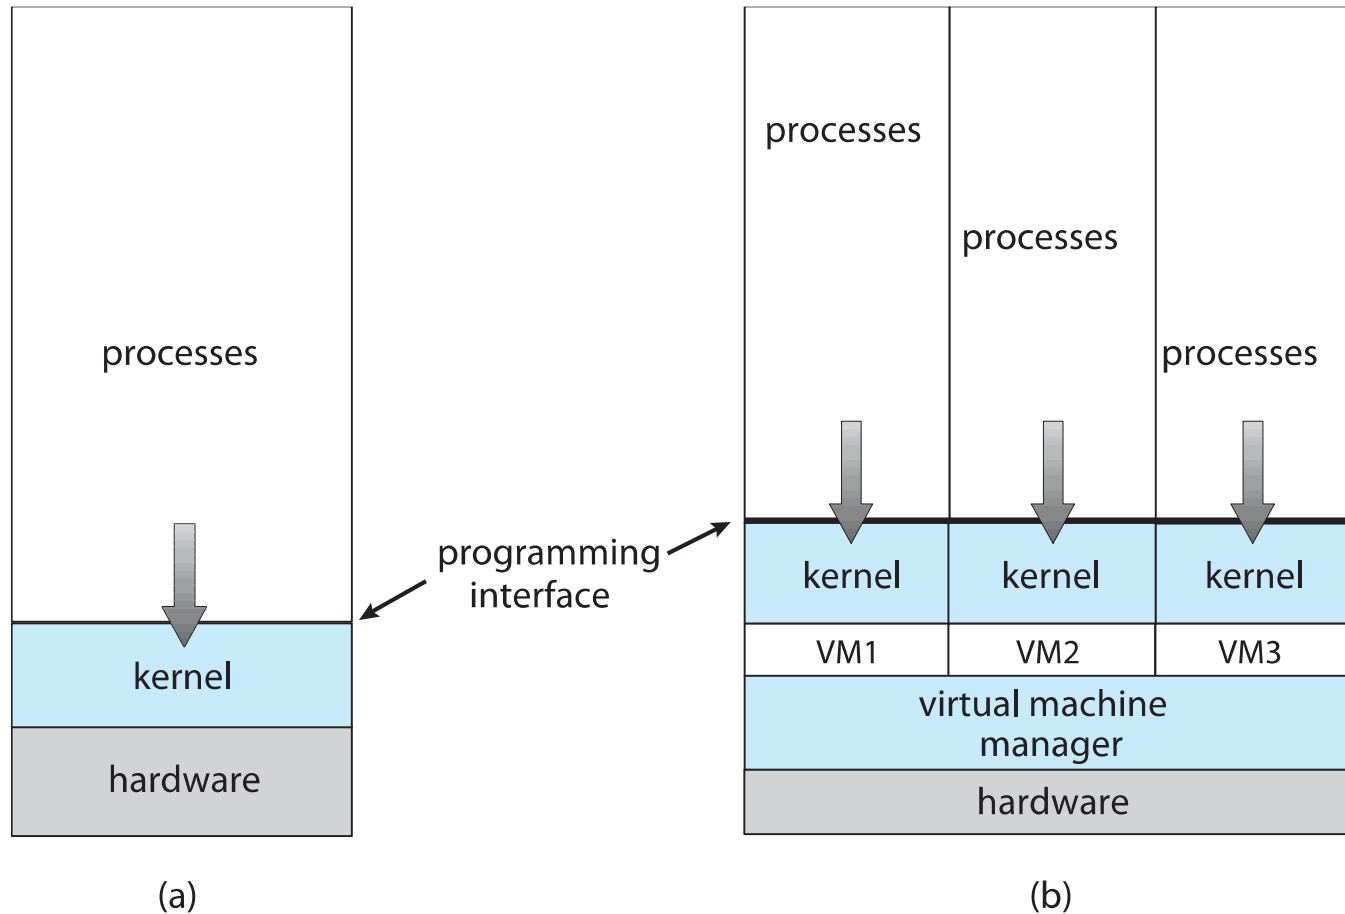 processes
kernel
hardware
(a)
programming
interface
processes
processes
processes
kernel
kernel
kernel
VM1
VM2
VM3
virtual machine
manager
hardware
(b)